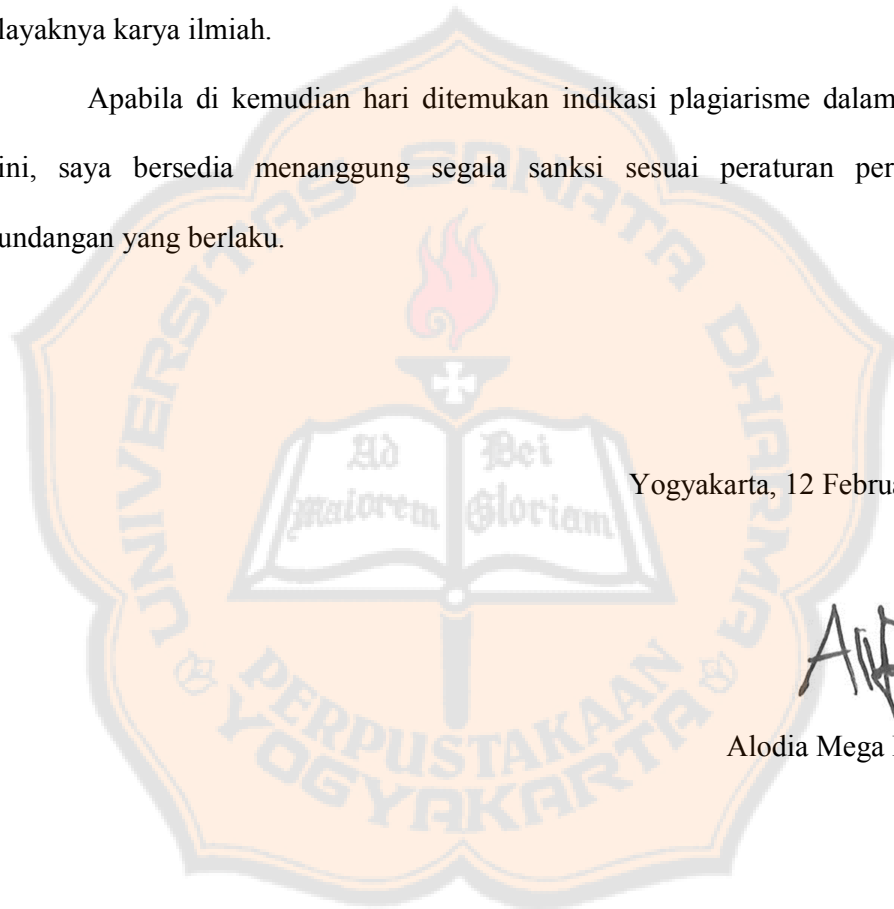 layaknya karya ilmiah.
Apabila di kemudian hari ditemukan indikasi plagiarisme dalam
ini, saya bersedia menanggung segala sanksi sesuai peraturan per
undangan yang berlaku.
UNIVERSITAS SANATA DHARMA
Ad Dei
Maiorem Gloriam
Yogyakarta, 12 Februa
Alodia Mega
PERPUSTAKAAN
YOGYAKARTA